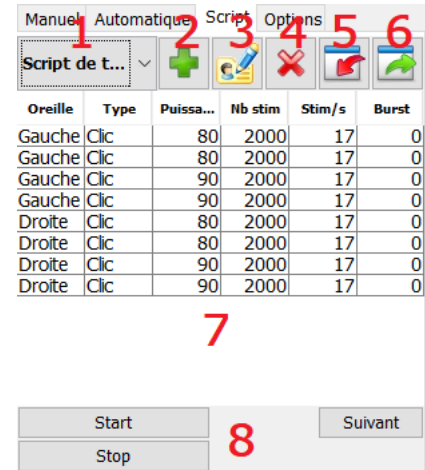 Manuel Automatique Script Options
1 2 3 4 5 6
Script de t...
Oreille Type Puissa... Nb stim Stim/s Burst
Gauche Clic 80 2000 17 0
Gauche Clic 80 2000 17 0
Gauche Clic 90 2000 17 0
Gauche Clic 90 2000 17 0
Droite Clic 80 2000 17 0
Droite Clic 80 2000 17 0
Droite Clic 90 2000 17 0
Droite Clic 90 2000 17 0
7
Start Suivant
8
Stop